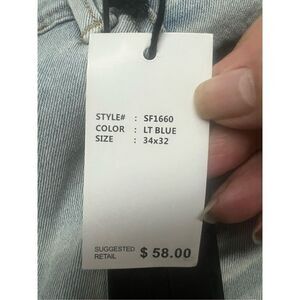 STYLE# : SF1660
COLOR : LT BLUE
SIZE : 34x32
SUGGESTED
RETAIL $ 58.00